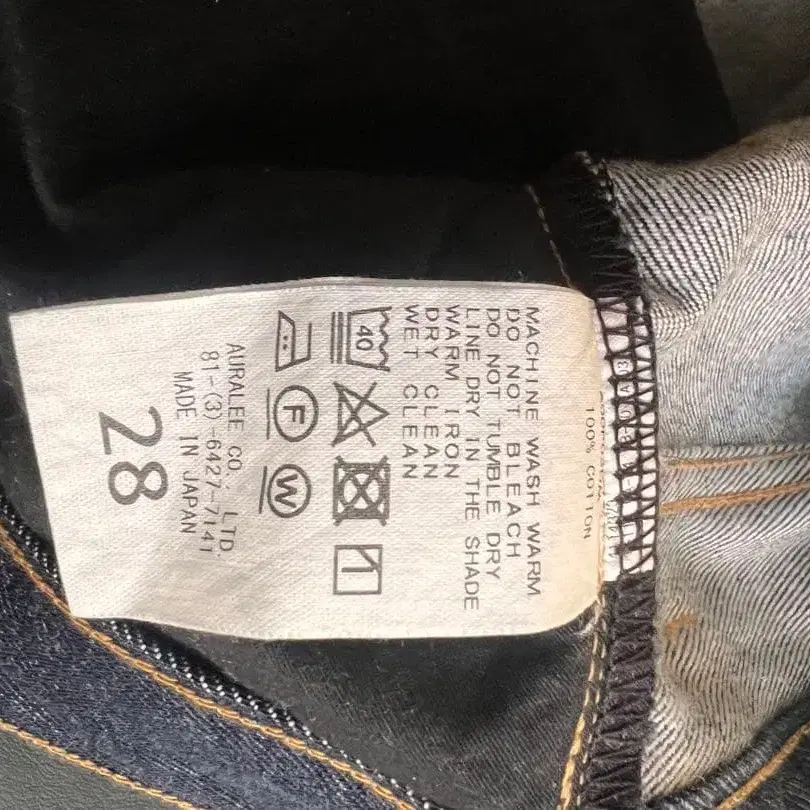 100% COTTON
MACHINE WASH WARM
DO NOT BLEACH
DO NOT TUMBLE DRY
LINE DRY IN THE SHADE
WARM IRON
DRY CLEAN
WET CLEAN
40
F W
AURALEE CO., LTD.
81-(3)-6427-7141
MADE IN JAPAN
28